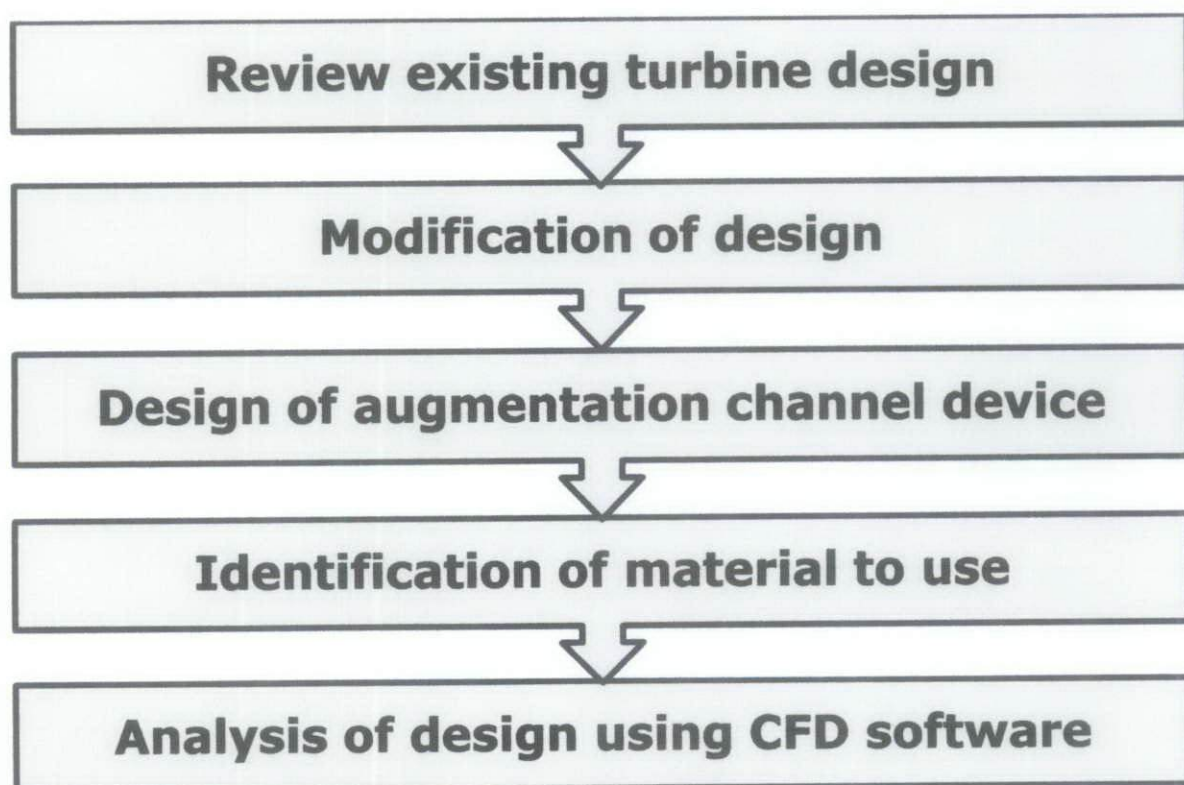 Review existing turbine design
Modification of design
Design of augmentation channel device
Identification of material to use
Analysis of design using CFD software